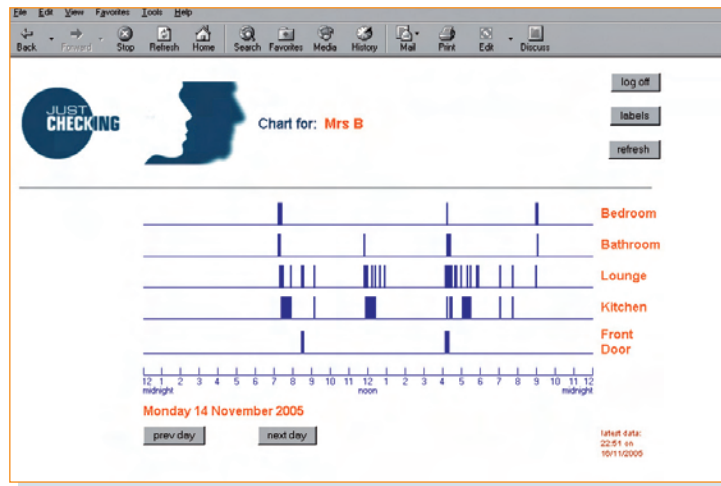 File Edit View Favorites Tools Help
Back Forward Stop Refresh Home Search Favorites Media History Mail Print Edit Discuss
log off
JUST
CHECKING
Chart for: Mrs B
labels
refresh
Bedroom
Bathroom
Lounge
Kitchen
Front
Door
12 1 2 3 4 5 6 7 8 9 10 11 12 1 2 3 4 5 6 7 8 9 10 11 12
midnight noon midnight
Monday 14 November 2005
prev day next day
latest data:
22:51 on
16/11/2005